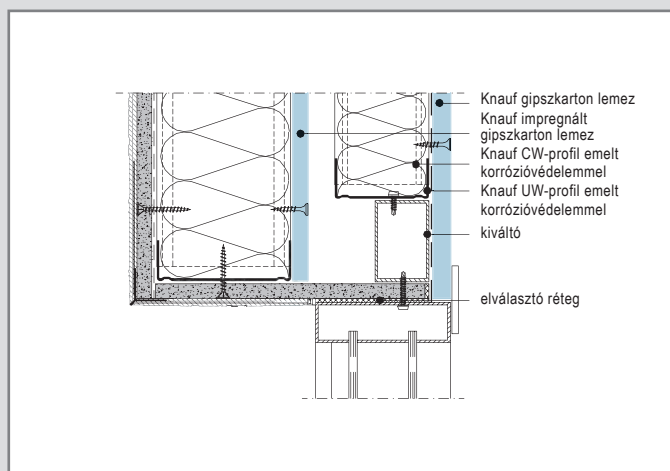 Knauf gipszkarton lemez
Knauf impregnált
gipszkarton lemez
Knauf CW-profil emelt
korrózióvédelemmel
Knauf UW-profil emelt
korrózióvédelemmel
kiváltó
elválasztó réteg